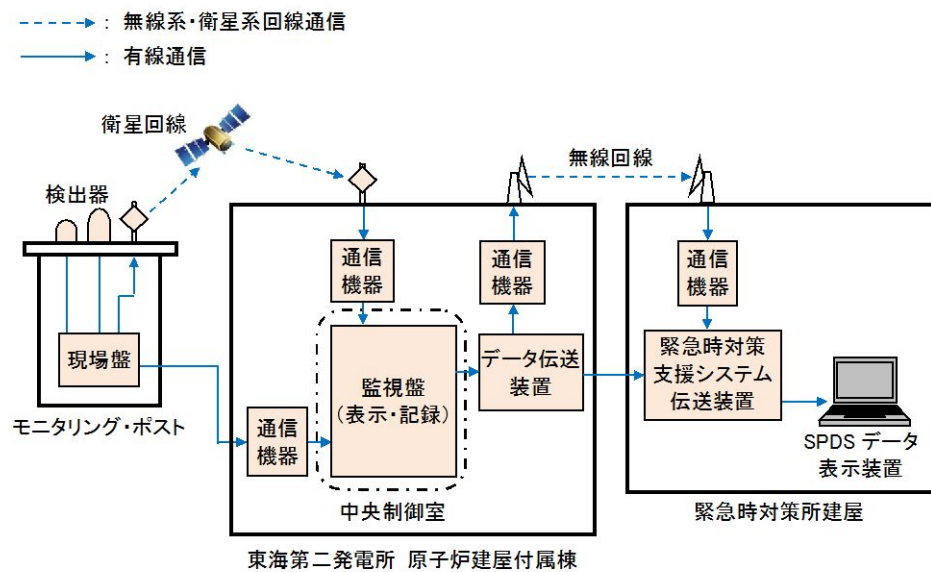 ： 無線系・衛星系回線通信
： 有線通信
衛星回線
無線回線
検出器
通信
機器
通信
機器
通信
機器
現場盤
監視盤
（表示・記録）
データ伝送
装置
緊急時対策
支援システム
伝送装置
通信
機器
モニタリング・ポスト
SPDS データ
表示装置
中央制御室
緊急時対策所建屋
東海第二発電所 原子炉建屋付属棟